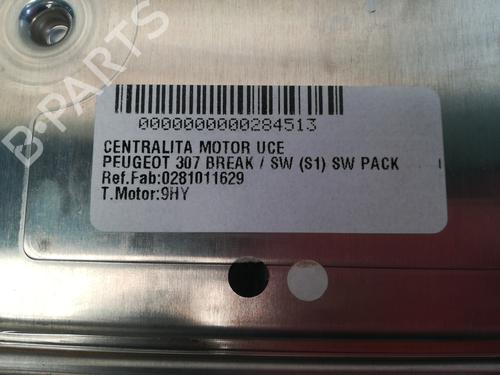 B-PARTS
0000000000284513
CENTRALITA MOTOR UCE
PEUGEOT 307 BREAK / SW (S1) SW PACK
Ref.Fab:0281011629
T.Motor:9HY